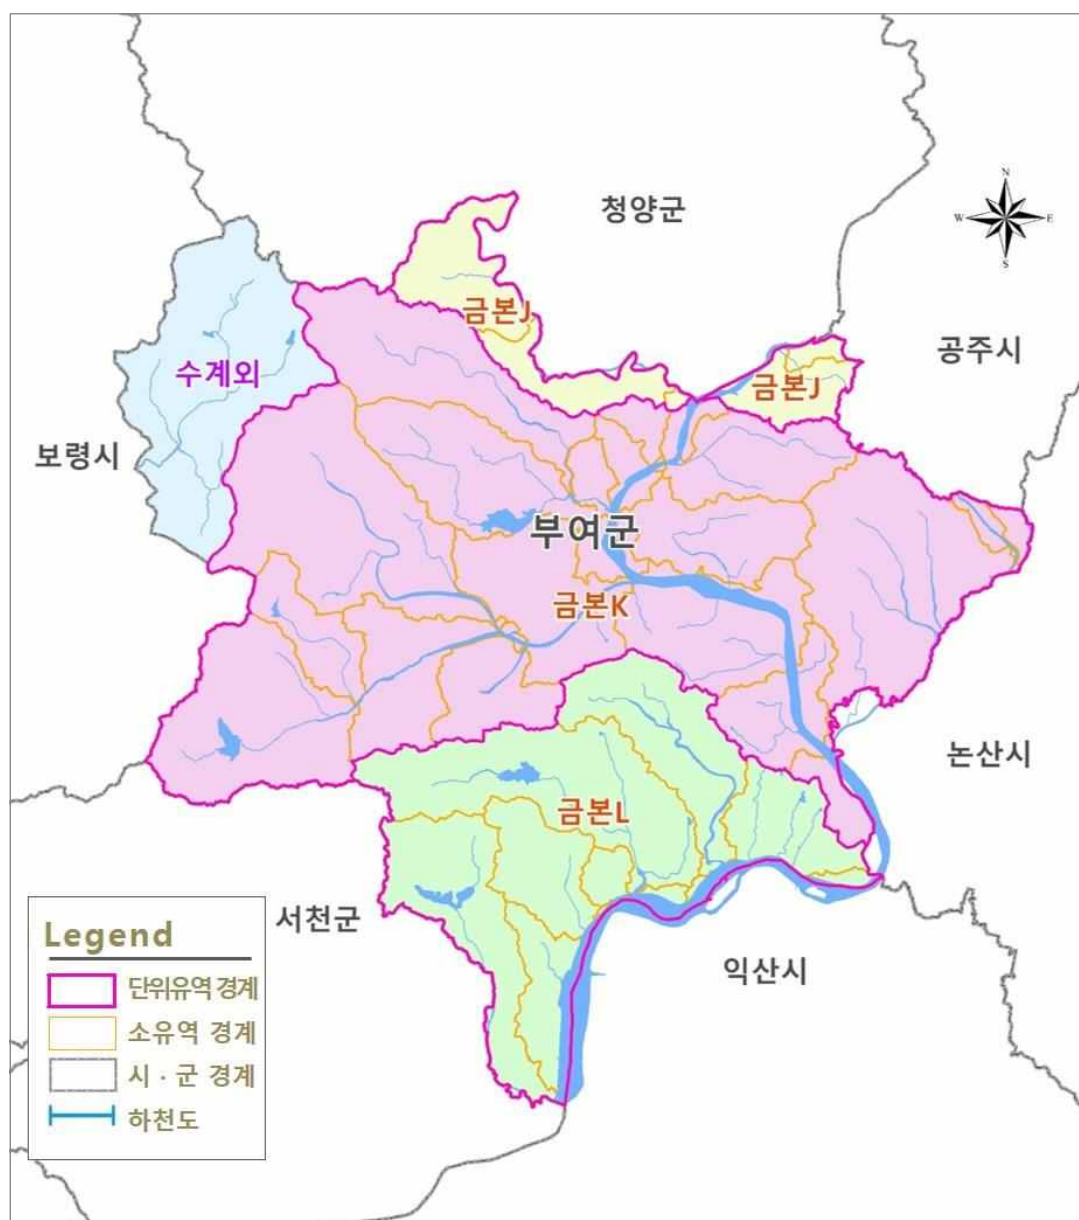 N
W
E
S
청양군
금본J
공주시
수계외
금본J
보령시
부여군
금본K
논산시
금본L
서천군
익산시
Legend
단위유역 경계
소유역 경계
시 · 군 경계
하천도